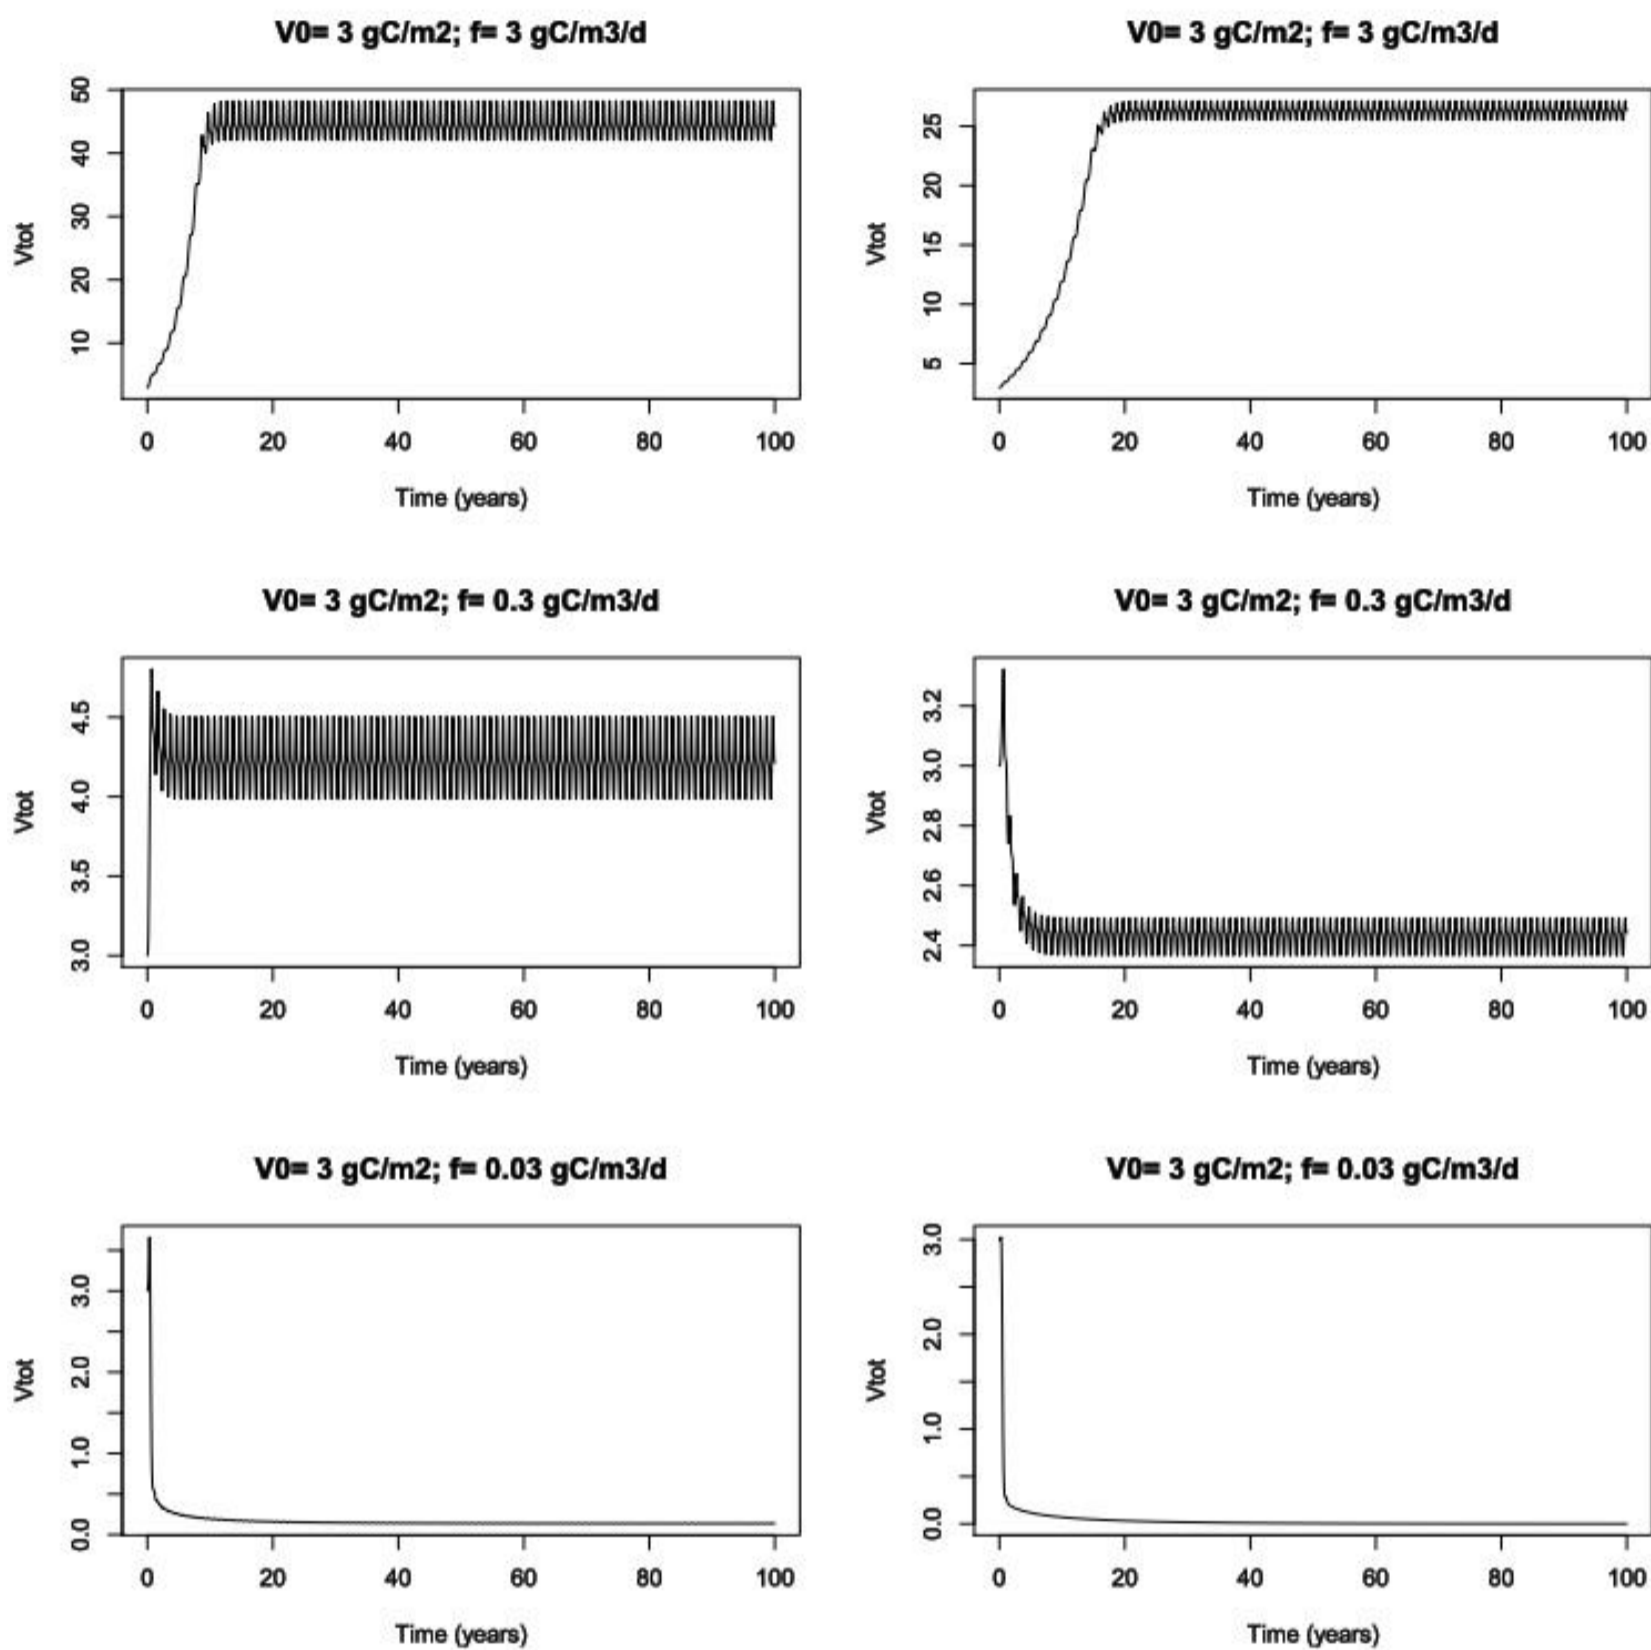 V0= 3 gC/m2; f= 3 gC/m3/d
Vtot
50
40
30
20
10
0 20 40 60 80 100
Time (years)
V0= 3 gC/m2; f= 3 gC/m3/d
Vtot
25
20
15
10
5
0 20 40 60 80 100
Time (years)
V0= 3 gC/m2; f= 0.3 gC/m3/d
Vtot
4.5
4.0
3.5
3.0
0 20 40 60 80 100
Time (years)
V0= 3 gC/m2; f= 0.3 gC/m3/d
Vtot
3.2
3.0
2.8
2.6
2.4
0 20 40 60 80 100
Time (years)
V0= 3 gC/m2; f= 0.03 gC/m3/d
Vtot
3.0
2.0
1.0
0.0
0 20 40 60 80 100
Time (years)
V0= 3 gC/m2; f= 0.03 gC/m3/d
Vtot
3.0
2.0
1.0
0.0
0 20 40 60 80 100
Time (years)